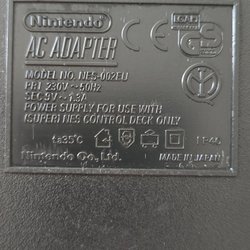 Nintendo
AC ADAPTER
MODEL NO. NES-002EU
PRI 230V~50Hz
SEC 9V~1.3A
POWER SUPPLY FOR USE WITH
(SUPER) NES CONTROL DECK ONLY
ta35°C
IP40
Nintendo Co., Ltd.
MADE IN JAPAN